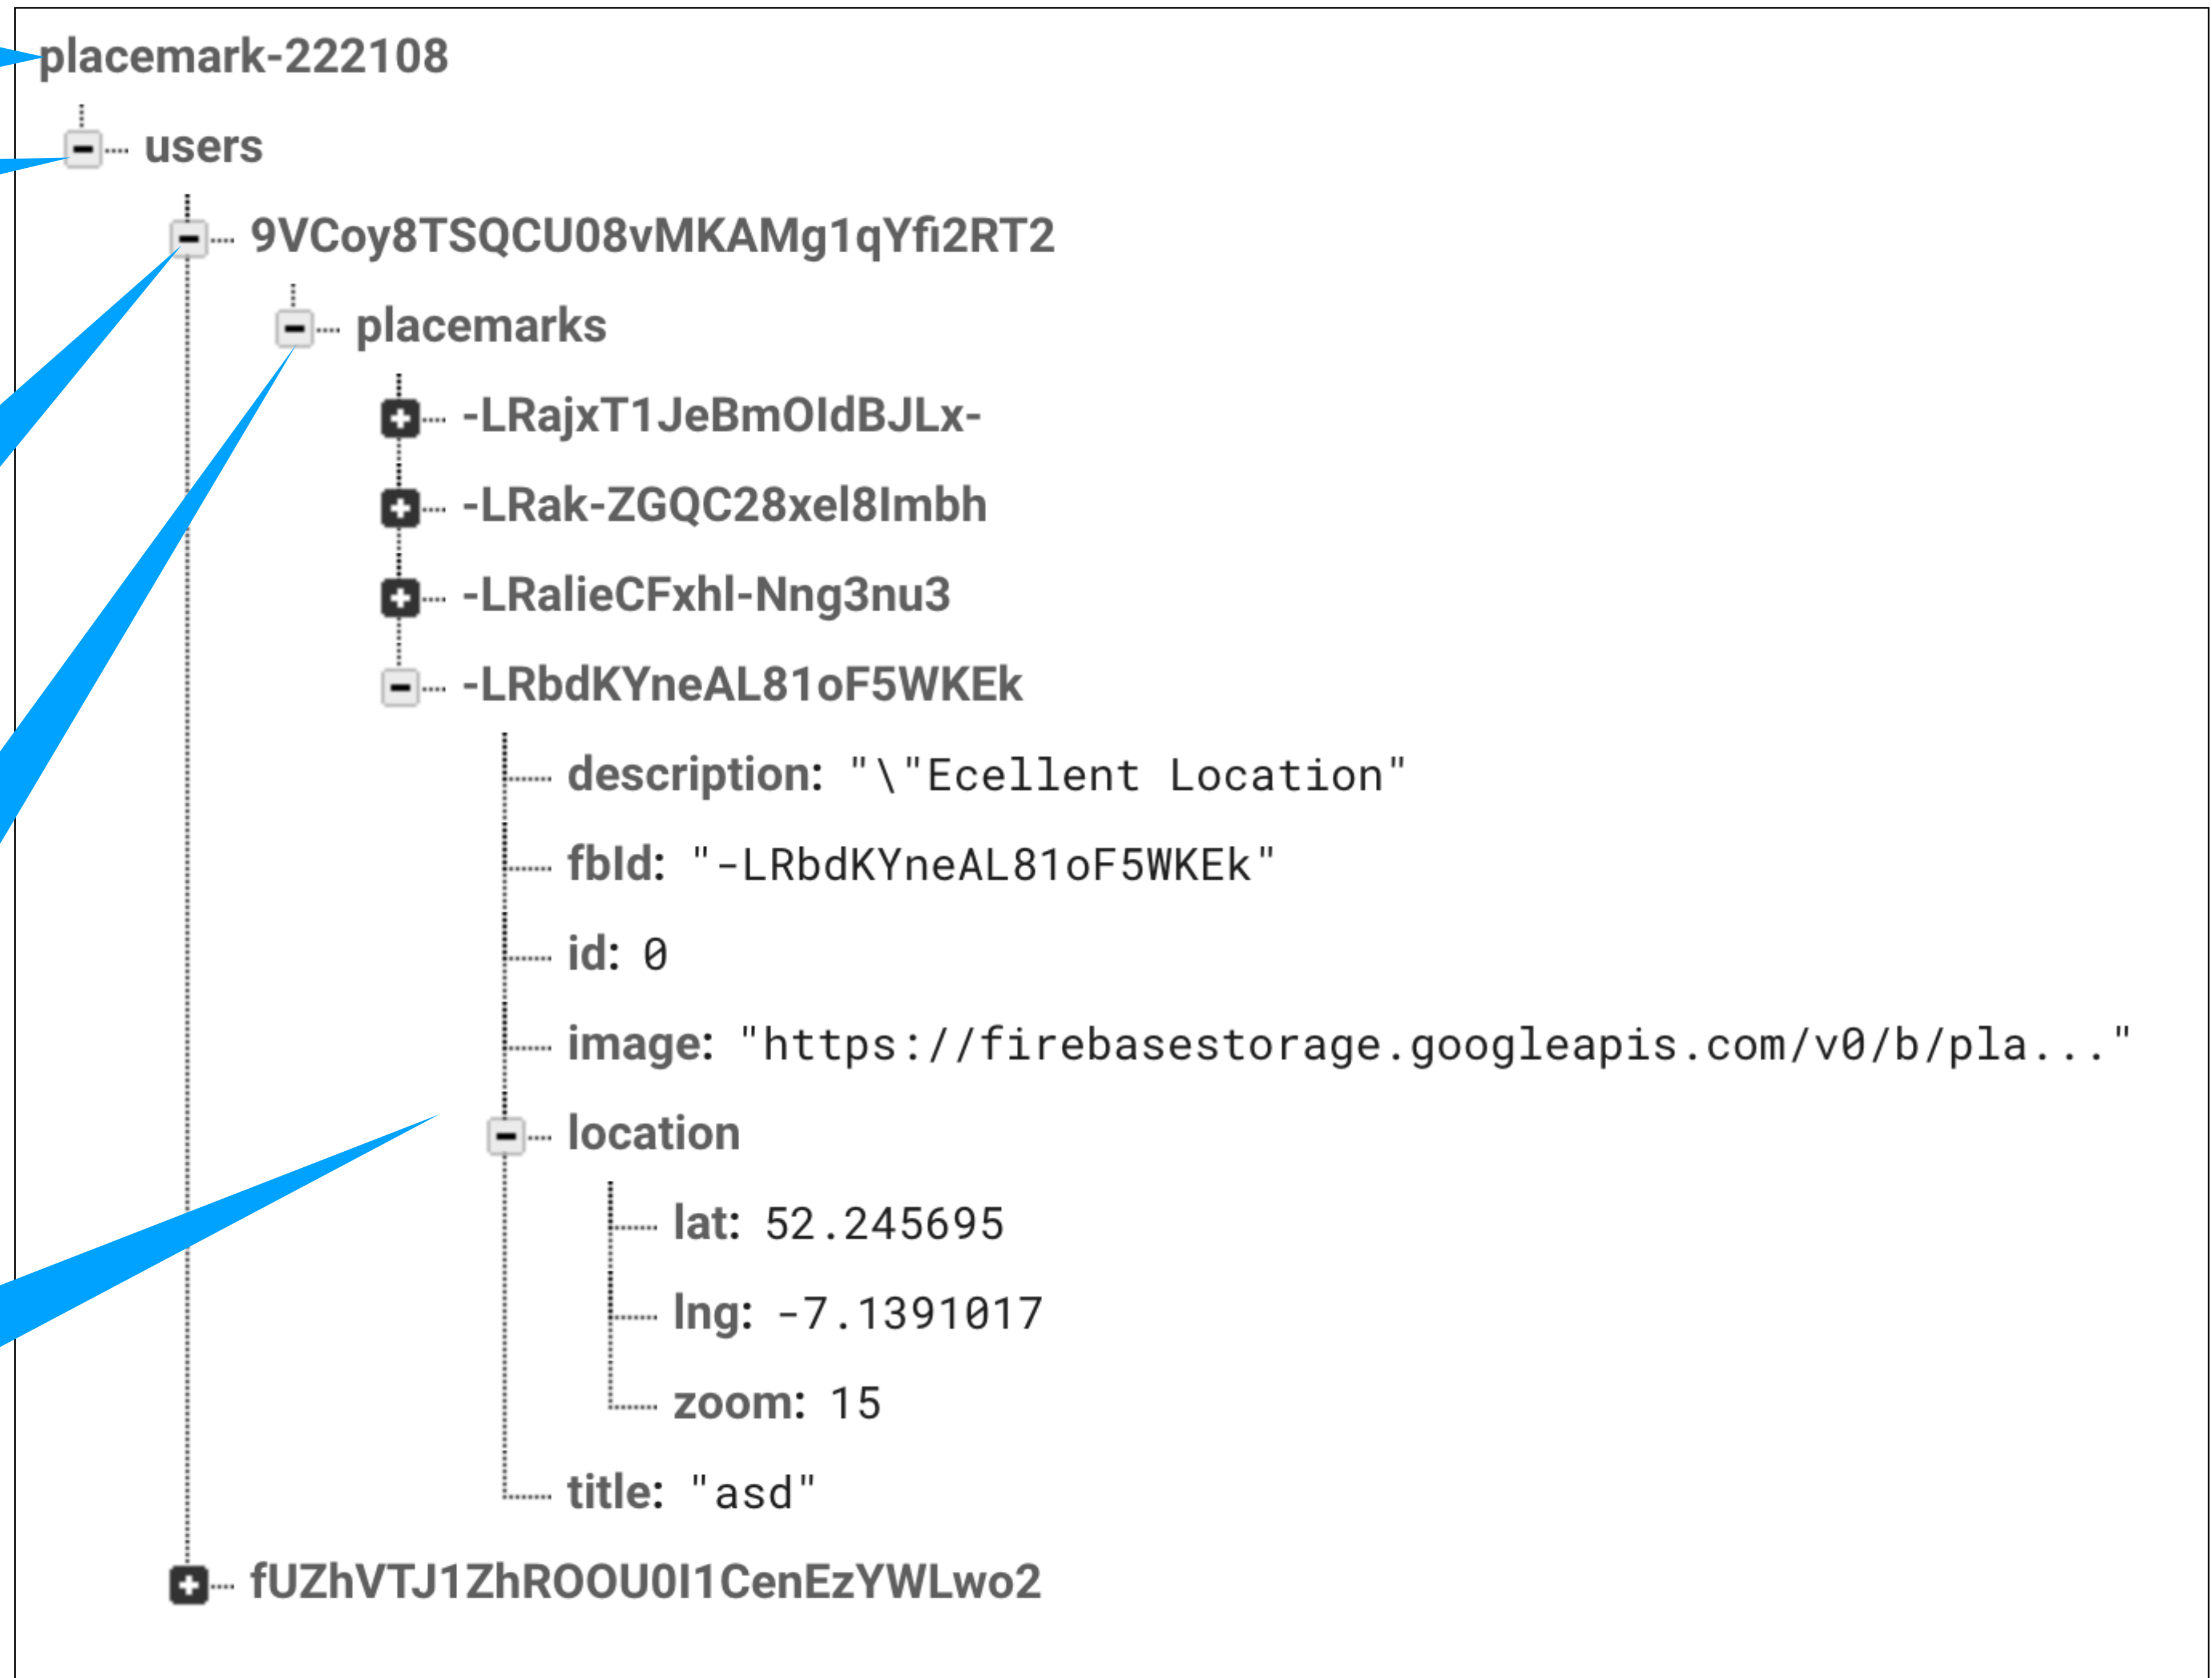 placemark-222108
users
9VCoy8TSQCU08vMKAMg1qYfi2RT2
placemarks
-LRajxT1JeBmOIdBJLx-
-LRak-ZGQC28xel8Imbh
-LRalieCFxhl-Nng3nu3
-LRbdKYneAL81oF5WKEk
description: "\"Ecellent Location"
fbId: "-LRbdKYneAL81oF5WKEk"
id: 0
image: "https://firebasestorage.googleapis.com/v0/b/pla..."
location
lat: 52.245695
lng: -7.1391017
zoom: 15
title: "asd"
fUZhVTJ1ZhROOU0I1CenEzYWLwo2